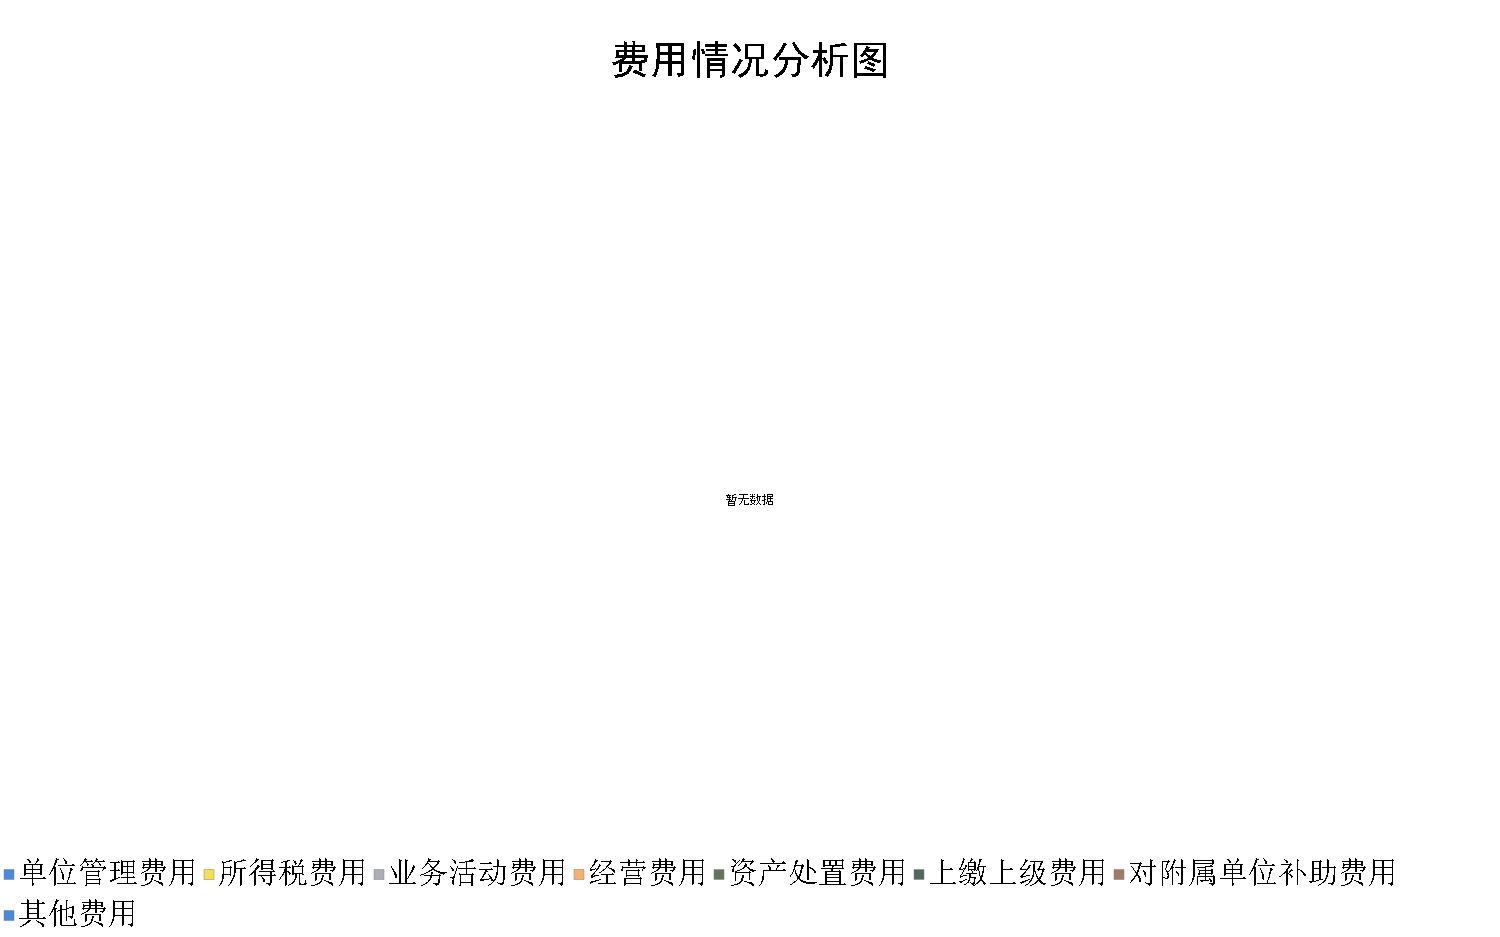 费用情况分析图
暂无数据
单位管理费用 所得税费用 业务活动费用 经营费用 资产处置费用 上缴上级费用 对附属单位补助费用
其他费用